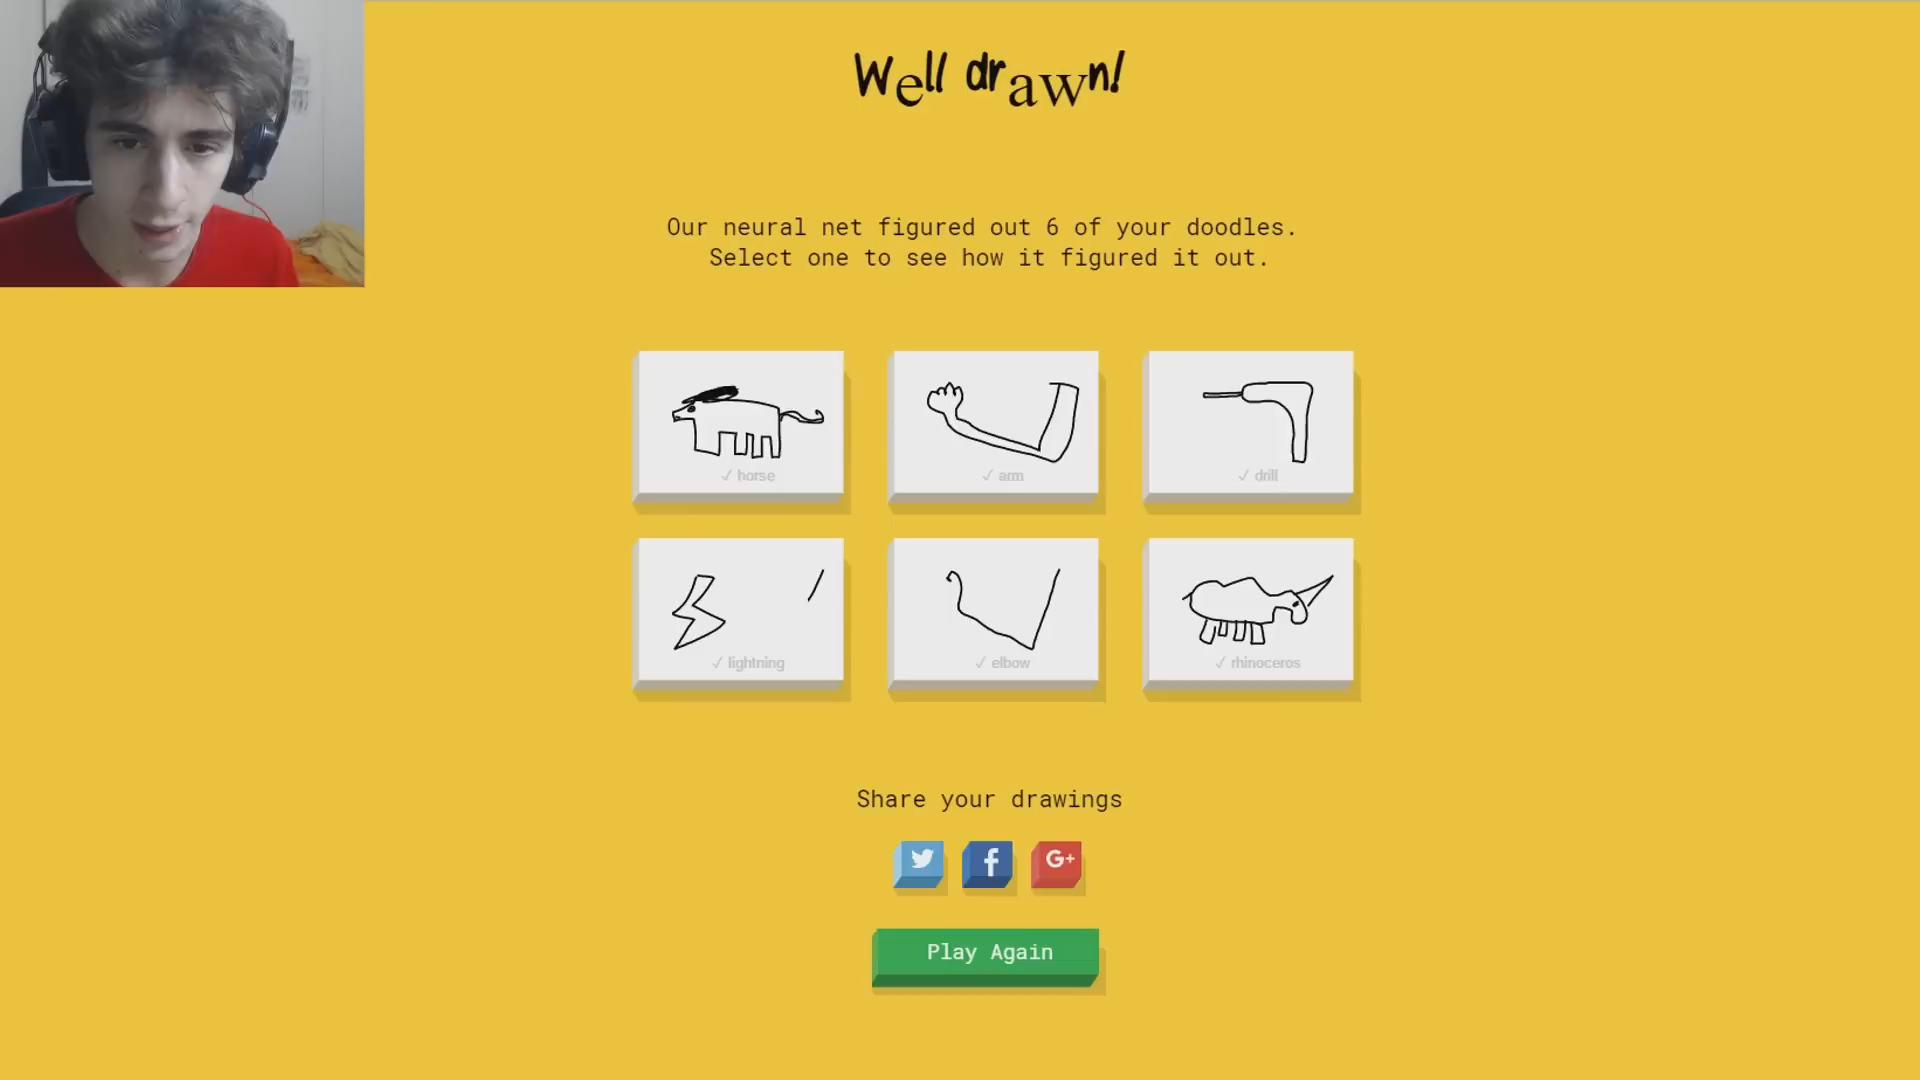 Well drawn!
Our neural net figured out 6 of your doodles.
Select one to see how it figured it out.
✓ horse
✓ arm
✓ drill
✓ lightning
✓ elbow
✓ rhinoceros
Share your drawings
f
G+
Play Again